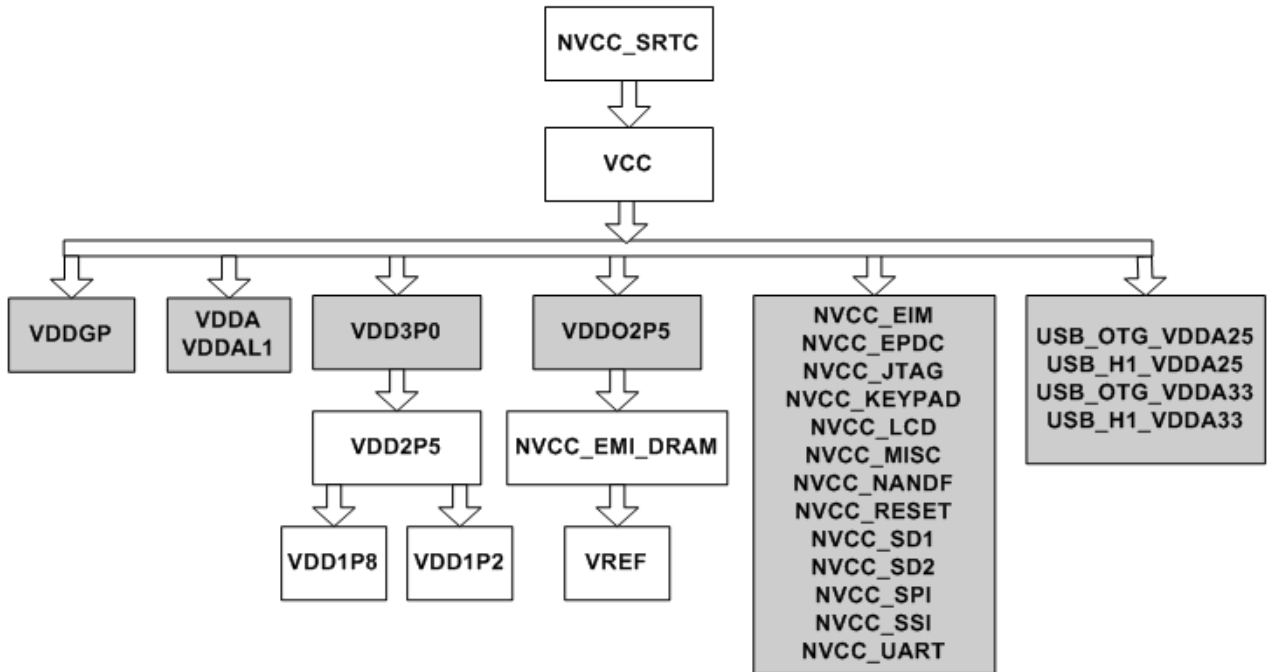 NVCC_SRTC
VCC
VDDGP
VDDA
VDDAL1
VDD3P0
VDDO2P5
NVCC_EIM
NVCC_EPDC
NVCC_JTAG
NVCC_KEYPAD
NVCC_LCD
NVCC_MISC
NVCC_NANDF
NVCC_RESET
NVCC_SD1
NVCC_SD2
NVCC_SPI
NVCC_SSI
NVCC_UART
USB_OTG_VDDA25
USB_H1_VDDA25
USB_OTG_VDDA33
USB_H1_VDDA33
VDD2P5
NVCC_EMI_DRAM
VDD1P8
VDD1P2
VREF